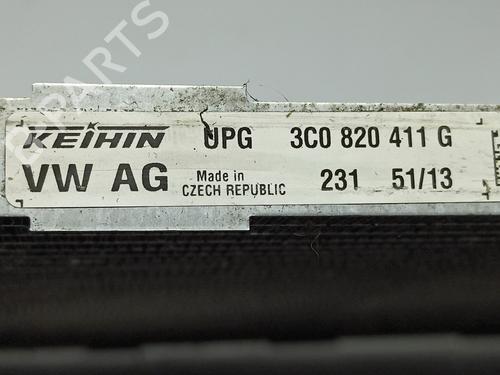 KEIHIN UPG 3C0 820 411 G
VW AG Made in CZECH REPUBLIC 231 51/13